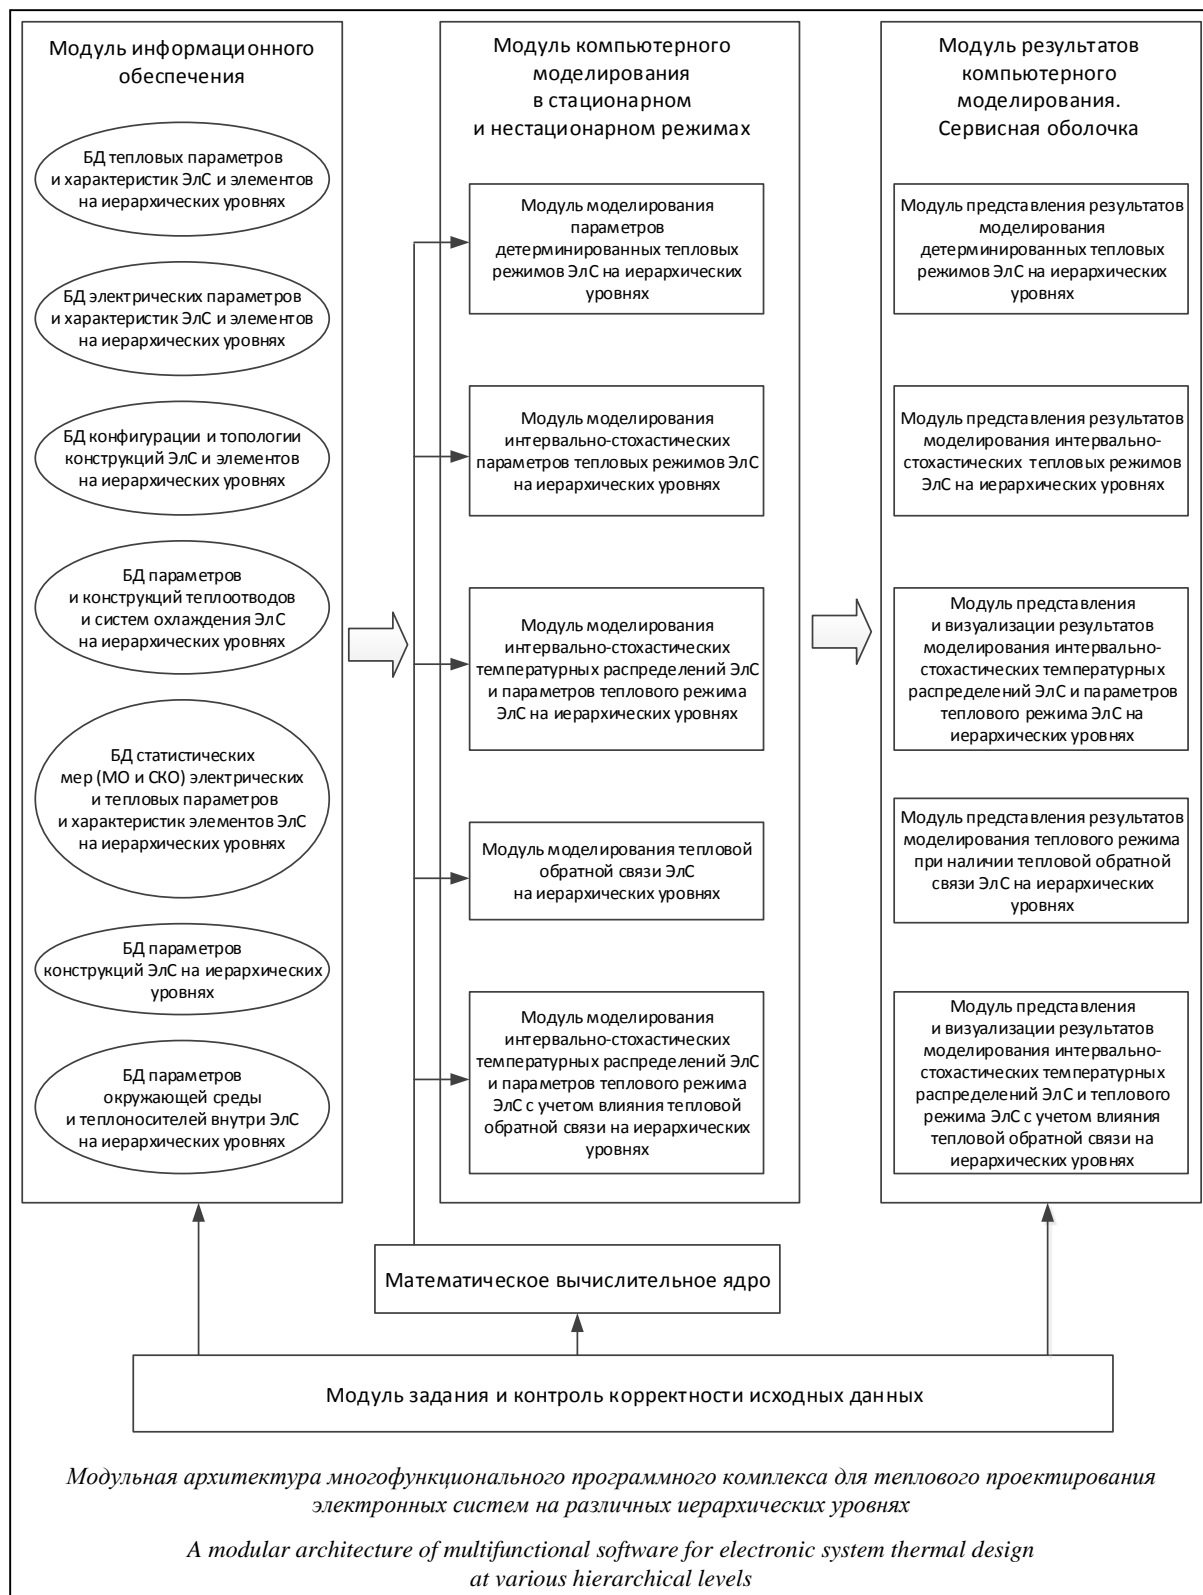 Модуль информационного
обеспечения
БД тепловых параметров
и характеристик ЭлС и элементов
на иерархических уровнях
БД электрических параметров
и характеристик ЭлС и элементов
на иерархических уровнях
БД конфигурации и топологии
конструкций ЭлС и элементов
на иерархических уровнях
БД параметров
и конструкций теплоотводов
и систем охлаждения ЭлС
на иерархических уровнях
БД статистических
мер (МО и СКО) электрических
и тепловых параметров
и характеристик элементов ЭлС
на иерархических уровнях
БД параметров
конструкций ЭлС на иерархических
уровнях
БД параметров
окружающей среды
и теплоносителей внутри ЭлС
на иерархических уровнях
Модуль компьютерного
моделирования
в стационарном
и нестационарном режимах
Модуль моделирования
параметров
детерминированных тепловых
режимов ЭлС на иерархических
уровнях
Модуль моделирования
интервально-стохастических
параметров тепловых режимов ЭлС
на иерархических уровнях
Модуль моделирования
интервально-стохастических
температурных распределений ЭлС
и параметров теплового режима
ЭлС на иерархических уровнях
Модуль моделирования тепловой
обратной связи ЭлС
на иерархических уровнях
Модуль моделирования
интервально-стохастических
температурных распределений ЭлС
и параметров теплового режима
ЭлС с учетом влияния тепловой
обратной связи на иерархических
уровнях
Модуль результатов
компьютерного
моделирования.
Сервисная оболочка
Модуль представления результатов
моделирования
детерминированных тепловых
режимов ЭлС на иерархических
уровнях
Модуль представления результатов
моделирования интервально-
стохастических тепловых режимов
ЭлС на иерархических уровнях
Модуль представления
и визуализации результатов
моделирования интервально-
стохастических температурных
распределений ЭлС и параметров
теплового режима ЭлС на
иерархических уровнях
Модуль представления результатов
моделирования теплового режима
при наличии тепловой обратной
связи ЭлС на иерархических
уровнях
Модуль представления
и визуализации результатов
моделирования интервально-
стохастических температурных
распределений ЭлС и теплового
режима ЭлС с учетом влияния
тепловой обратной связи на
иерархических уровнях
Математическое вычислительное ядро
Модуль задания и контроль корректности исходных данных
Модульная архитектура многофункционального программного комплекса для теплового проектирования
электронных систем на различных иерархических уровнях
A modular architecture of multifunctional software for electronic system thermal design
at various hierarchical levels